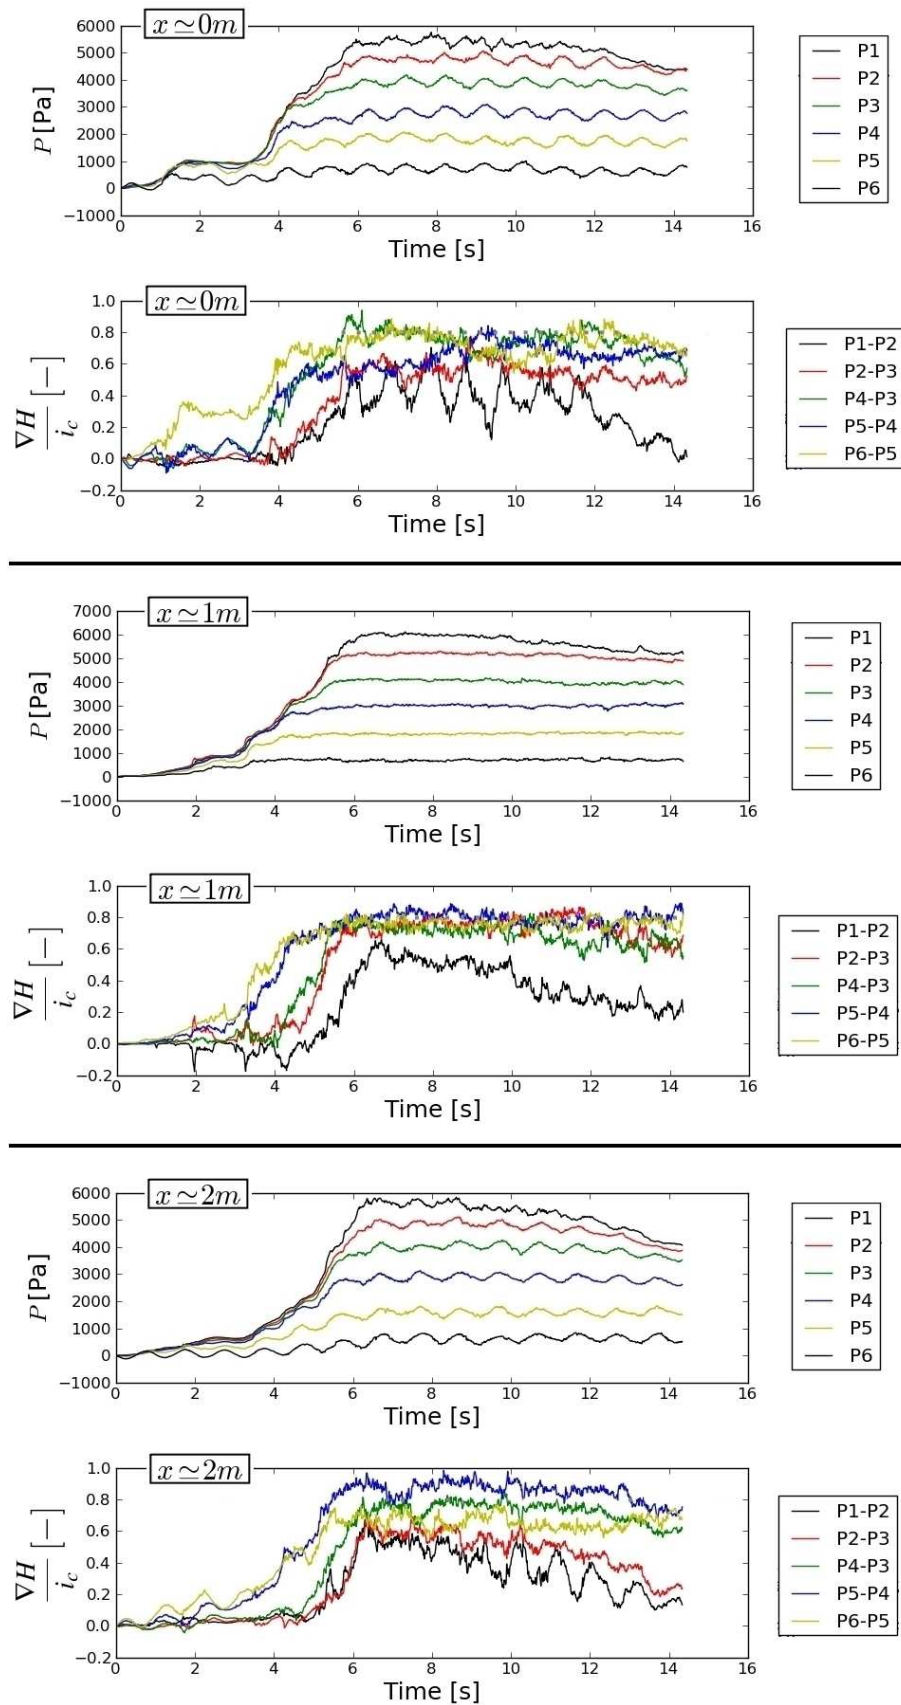 x≃0m
6000
5000
4000
3000
2000
1000
0
−1000
P [Pa]
0 2 4 6 8 10 12 14 16
Time [s]
P1
P2
P3
P4
P5
P6
x≃0m
1.0
0.8
0.6
0.4
0.2
0.0
−0.2
∇H
i_c
[−]
0 2 4 6 8 10 12 14 16
Time [s]
P1-P2
P2-P3
P4-P3
P5-P4
P6-P5
x≃1m
7000
6000
5000
4000
3000
2000
1000
0
−1000
P [Pa]
0 2 4 6 8 10 12 14 16
Time [s]
P1
P2
P3
P4
P5
P6
x≃1m
1.0
0.8
0.6
0.4
0.2
0.0
−0.2
∇H
i_c
[−]
0 2 4 6 8 10 12 14 16
Time [s]
P1-P2
P2-P3
P4-P3
P5-P4
P6-P5
x≃2m
6000
5000
4000
3000
2000
1000
0
−1000
P [Pa]
0 2 4 6 8 10 12 14 16
Time [s]
P1
P2
P3
P4
P5
P6
x≃2m
1.0
0.8
0.6
0.4
0.2
0.0
−0.2
∇H
i_c
[−]
0 2 4 6 8 10 12 14 16
Time [s]
P1-P2
P2-P3
P4-P3
P5-P4
P6-P5